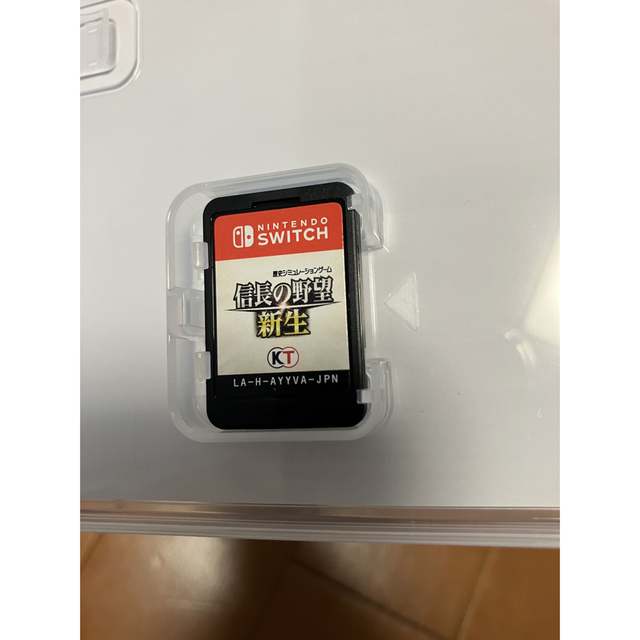 NINTENDO
SWITCH
歴史シミュレーションゲーム
信長の野望
新生
KT
LA-H-AYYVA-JPN